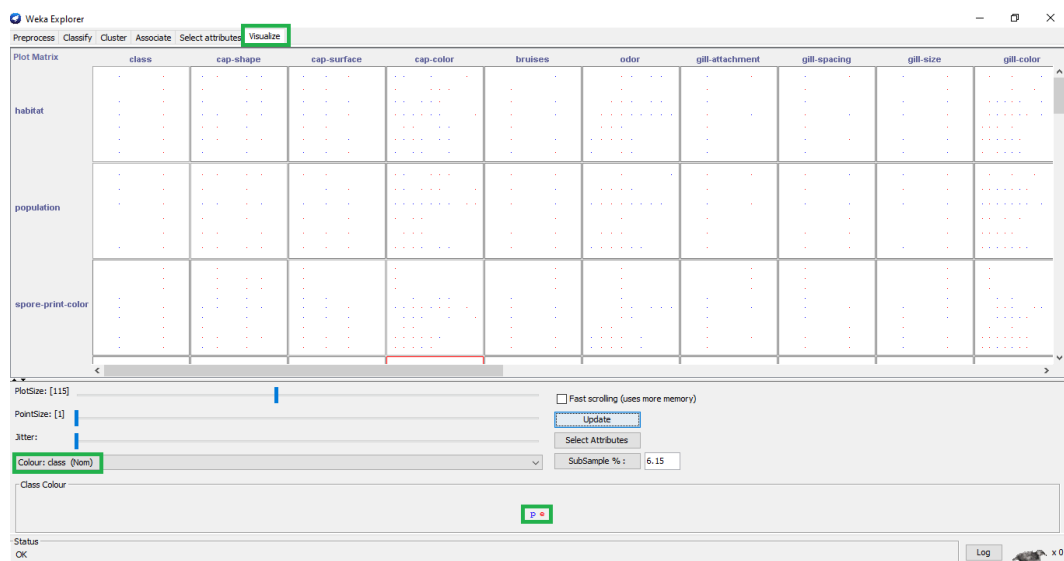 Weka Explorer
Preprocess Classify Cluster Associate Select attributes Visualize
Plot Matrix class cap-shape cap-surface cap-color bruises odor gill-attachment gill-spacing gill-size gill-color
habitat
population
spore-print-color
PlotSize: [115]
Fast scrolling (uses more memory)
PointSize: [1]
Update
Jitter:
Select Attributes
Colour: class (Nom)
SubSample % : 6.15
Class Colour
p e
Status
OK
Log x 0